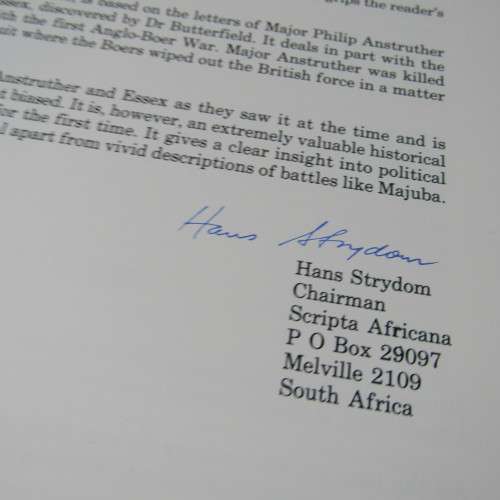 grips the reader's
is based on the letters of Major Philip Anstruther
Essex, discovered by Dr Butterfield. It deals in part with the
with the first Anglo-Boer War. Major Anstruther was killed
where the Boers wiped out the British force in a matter
Anstruther and Essex as they saw it at the time and is
biased. It is, however, an extremely valuable historical
for the first time. It gives a clear insight into political
apart from vivid descriptions of battles like Majuba.
Hans Strydom
Hans Strydom
Chairman
Scripta Africana
P O Box 29097
Melville 2109
South Africa